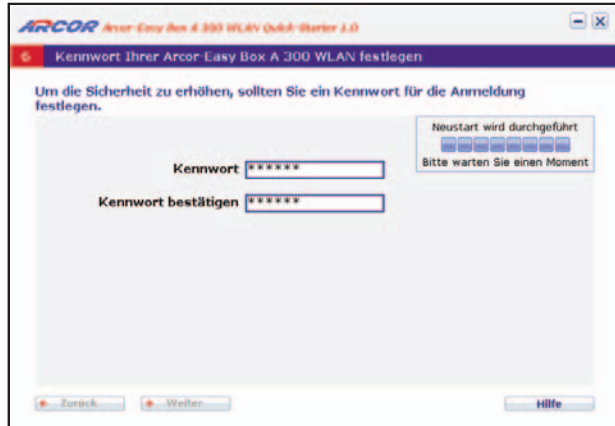 ARCOR Arcor-Easy Box A 300 WLAN Quick-Starter 1.0
6 Kennwort Ihrer Arcor-Easy Box A 300 WLAN festlegen
Um die Sicherheit zu erhöhen, sollten Sie ein Kennwort für die Anmeldung
festlegen.
Neustart wird durchgeführt
Bitte warten Sie einen Moment
Kennwort ******
Kennwort bestätigen ******
Zurück
Weiter
Hilfe